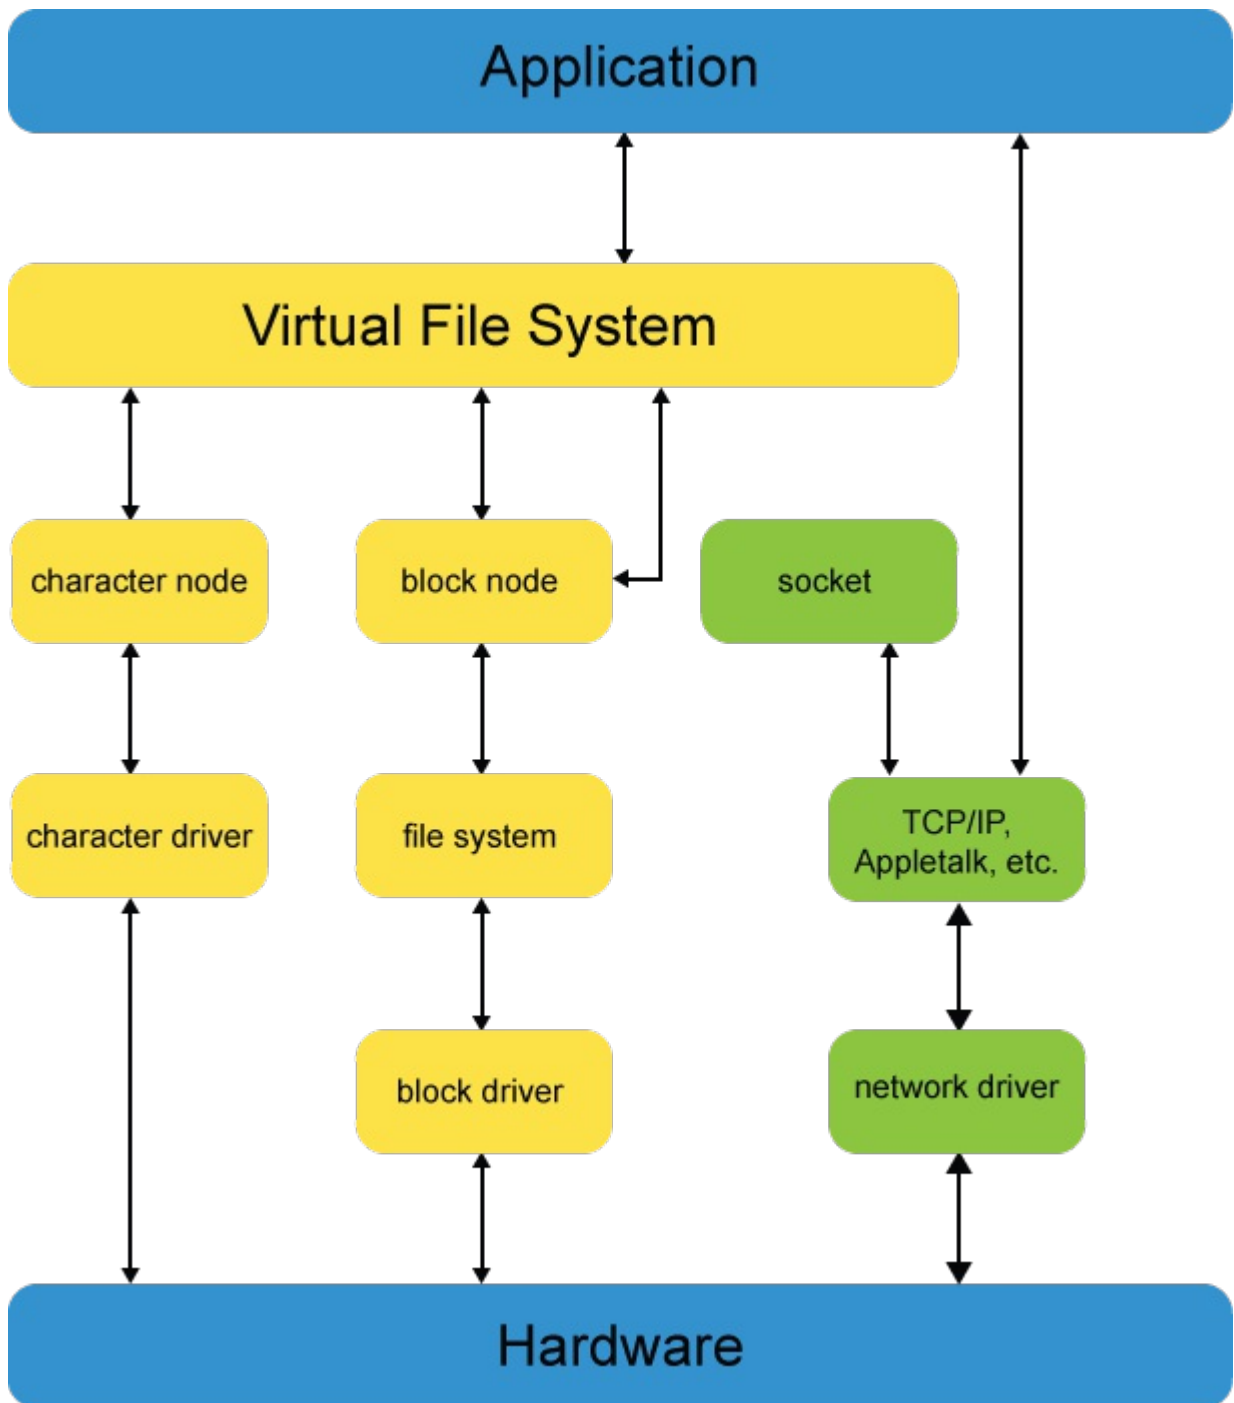 Application
Virtual File System
character node
block node
socket
character driver
file system
TCP/IP,
Appletalk, etc.
block driver
network driver
Hardware